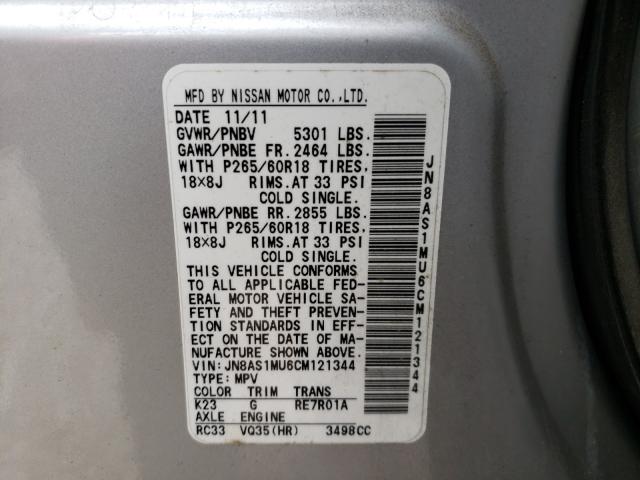 MFD BY NISSAN MOTOR CO.,LTD.
DATE 11/11
GVWR/PNBV 5301 LBS.
GAWR/PNBE FR. 2464 LBS.
WITH P265/60R18 TIRES,
18×8J RIMS.AT 33 PSI
COLD SINGLE.
GAWR/PNBE RR. 2855 LBS.
WITH P265/60R18 TIRES,
18×8J RIMS.AT 33 PSI
COLD SINGLE.
THIS VEHICLE CONFORMS
TO ALL APPLICABLE FED-
ERAL MOTOR VEHICLE SA-
FETY AND THEFT PREVEN-
TION STANDARDS IN EFF-
ECT ON THE DATE OF MA-
NUFACTURE SHOWN ABOVE.
VIN:JN8AS1MU6CM121344
TYPE:MPV
COLOR TRIM TRANS
K23 G RE7R01A
AXLE ENGINE
RC33 VQ35(HR) 3498CC
JN8AS1MU6CM121344